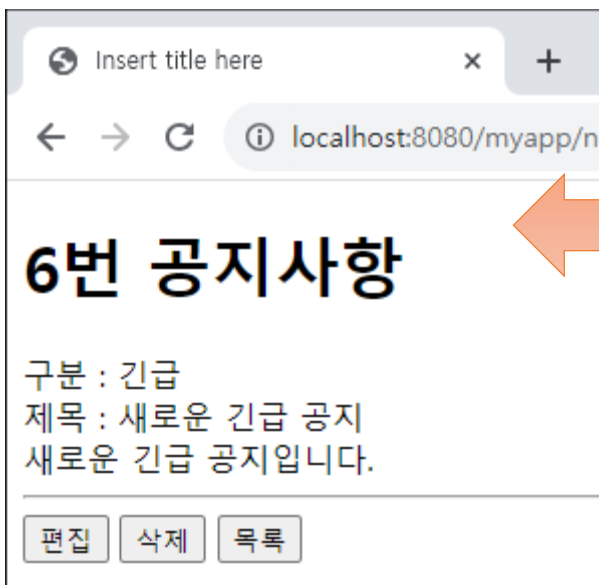 Insert title here
localhost:8080/myapp/n
6번 공지사항
구분 : 긴급
제목 : 새로운 긴급 공지
새로운 긴급 공지입니다.
편집 삭제 목록